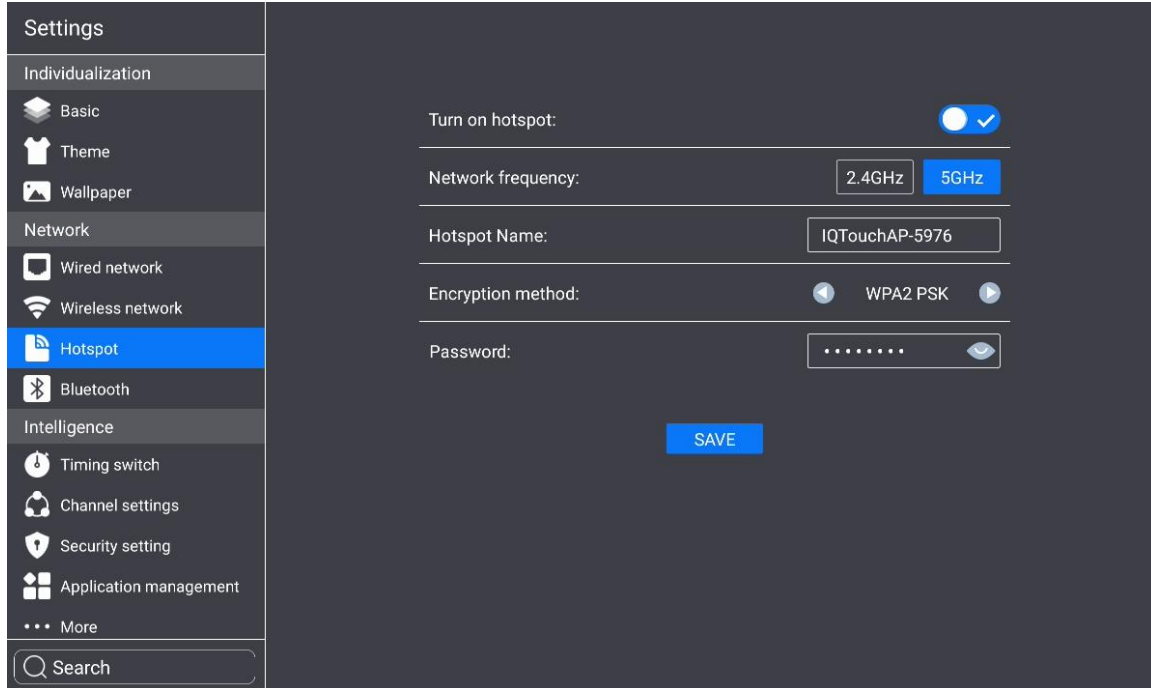 Settings
Individualization
Basic
Theme
Wallpaper
Network
Wired network
Wireless network
Hotspot
Bluetooth
Intelligence
Timing switch
Channel settings
Security setting
Application management
More
Search
Turn on hotspot:
Network frequency: 2.4GHz 5GHz
Hotspot Name: IQTouchAP-5976
Encryption method: WPA2 PSK
Password: ········
SAVE